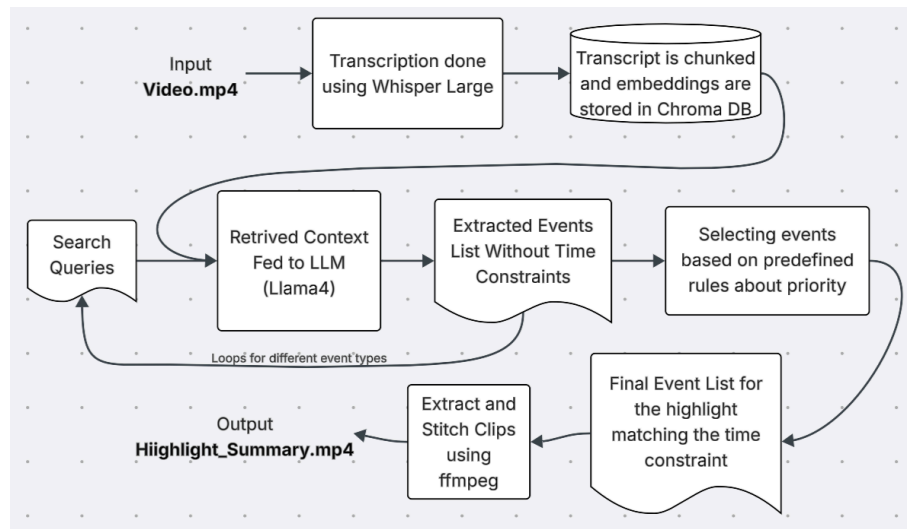 Input
Video.mp4
Transcription done
using Whisper Large
Transcript is chunked
and embeddings are
stored in Chroma DB
Search
Queries
Retrived Context
Fed to LLM
(Llama4)
Extracted Events
List Without Time
Constraints
Selecting events
based on predefined
rules about priority
Loops for different event types
Final Event List for
the highlight
matching the time
constraint
Extract and
Stitch Clips
using
ffmpeg
Output
Hiighlight_Summary.mp4